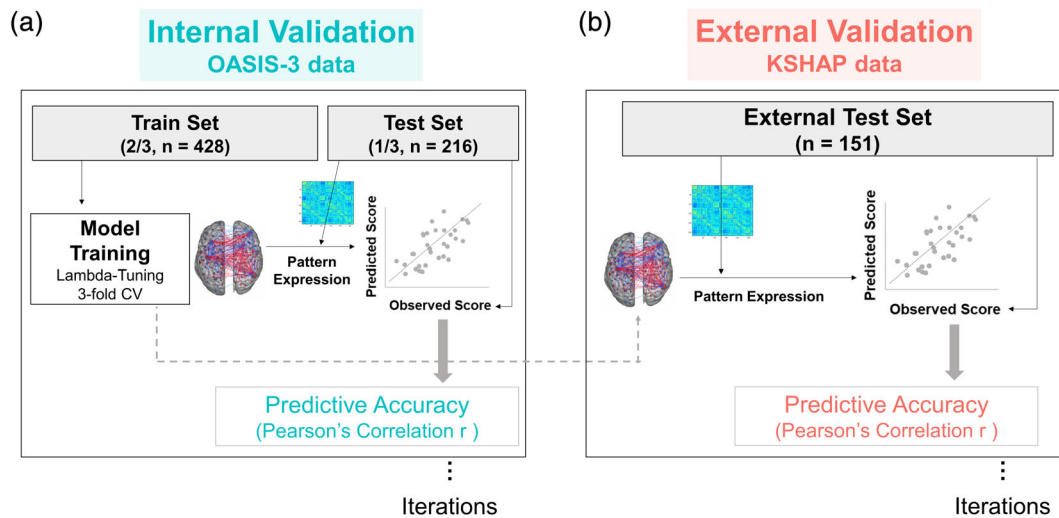 (a)
Internal Validation
OASIS-3 data
Train Set
(2/3, n = 428)
Test Set
(1/3, n = 216)
Model
Training
Lambda-Tuning
3-fold CV
Pattern
Expression
Predicted Score
Observed Score
Predictive Accuracy
(Pearson's Correlation r )
⋮
Iterations
(b)
External Validation
KSHAP data
External Test Set
(n = 151)
Pattern Expression
Predicted Score
Observed Score
Predictive Accuracy
(Pearson's Correlation r )
⋮
Iterations